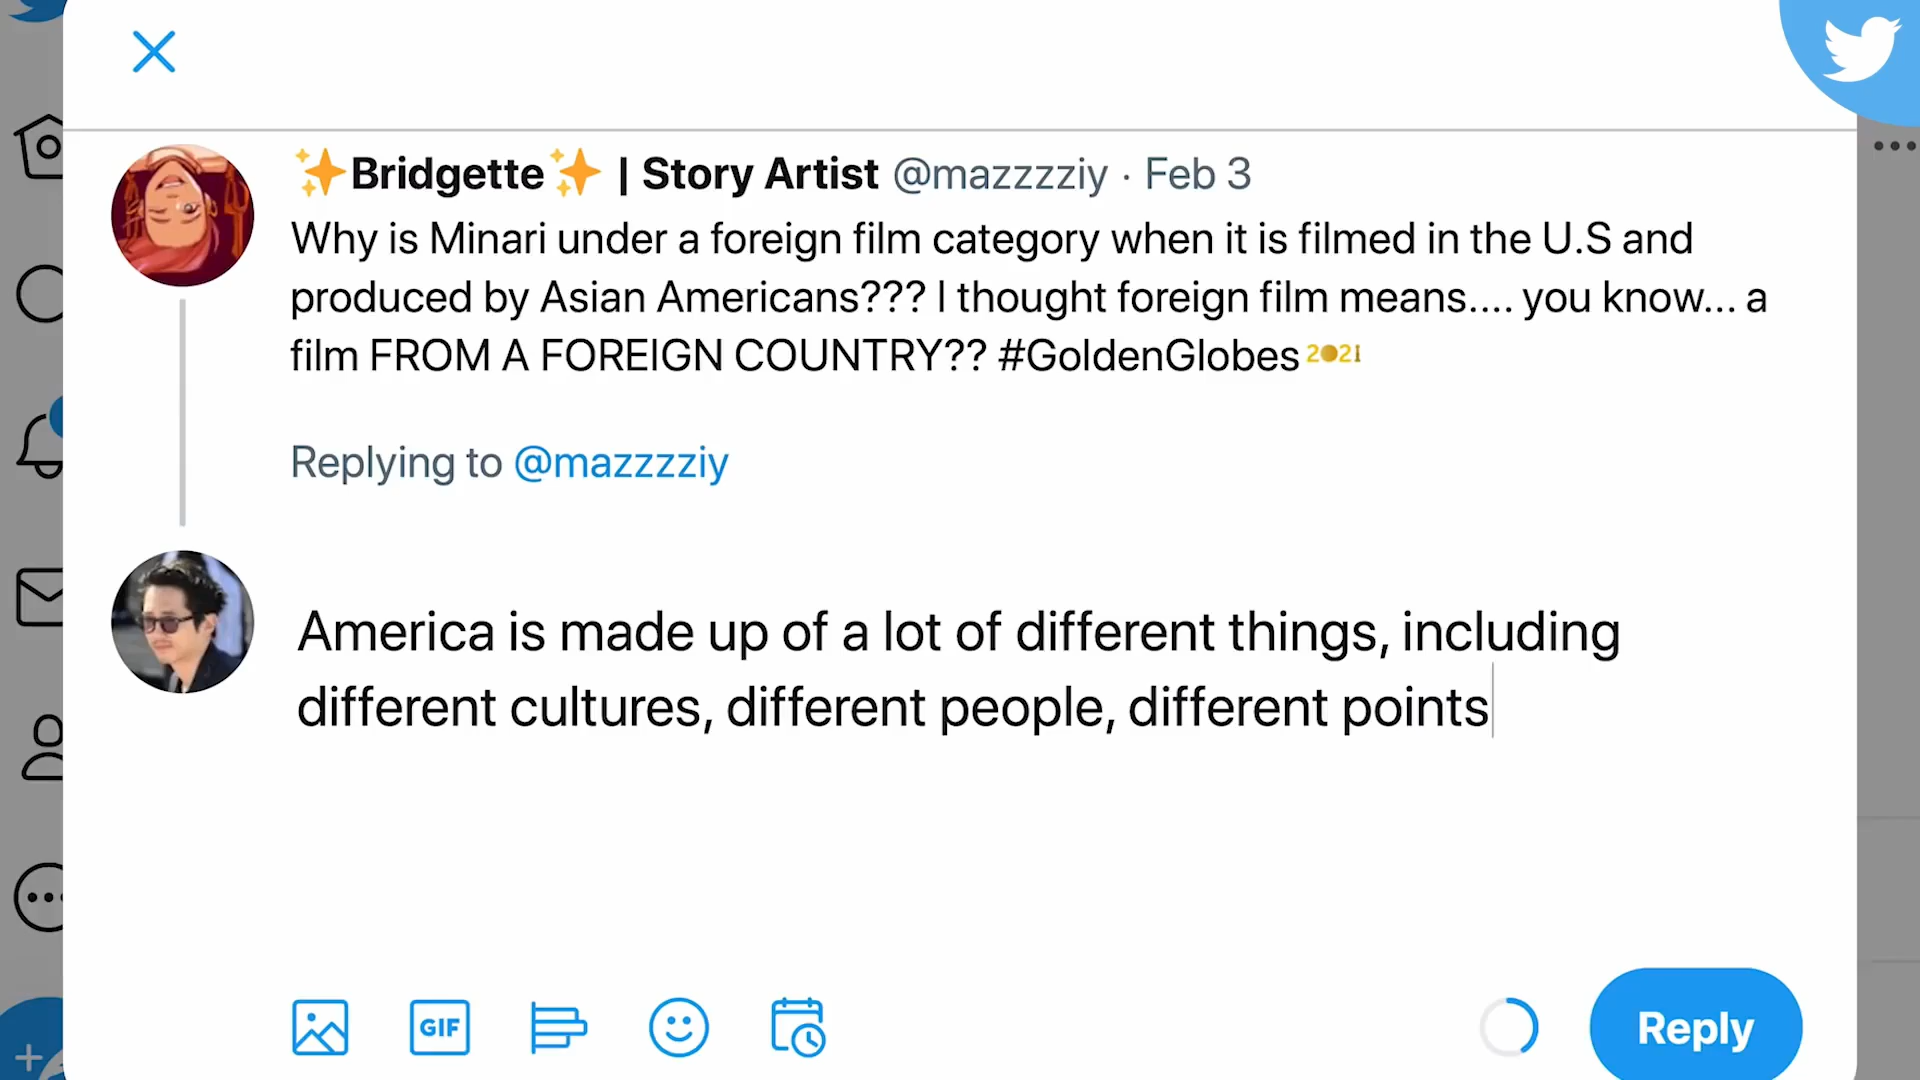 ✨Bridgette✨ | Story Artist @mazzzziy · Feb 3
Why is Minari under a foreign film category when it is filmed in the U.S and
produced by Asian Americans??? I thought foreign film means.... you know... a
film FROM A FOREIGN COUNTRY?? #GoldenGlobes 2021
Replying to @mazzzziy
America is made up of a lot of different things, including
different cultures, different people, different points
GIF
Reply